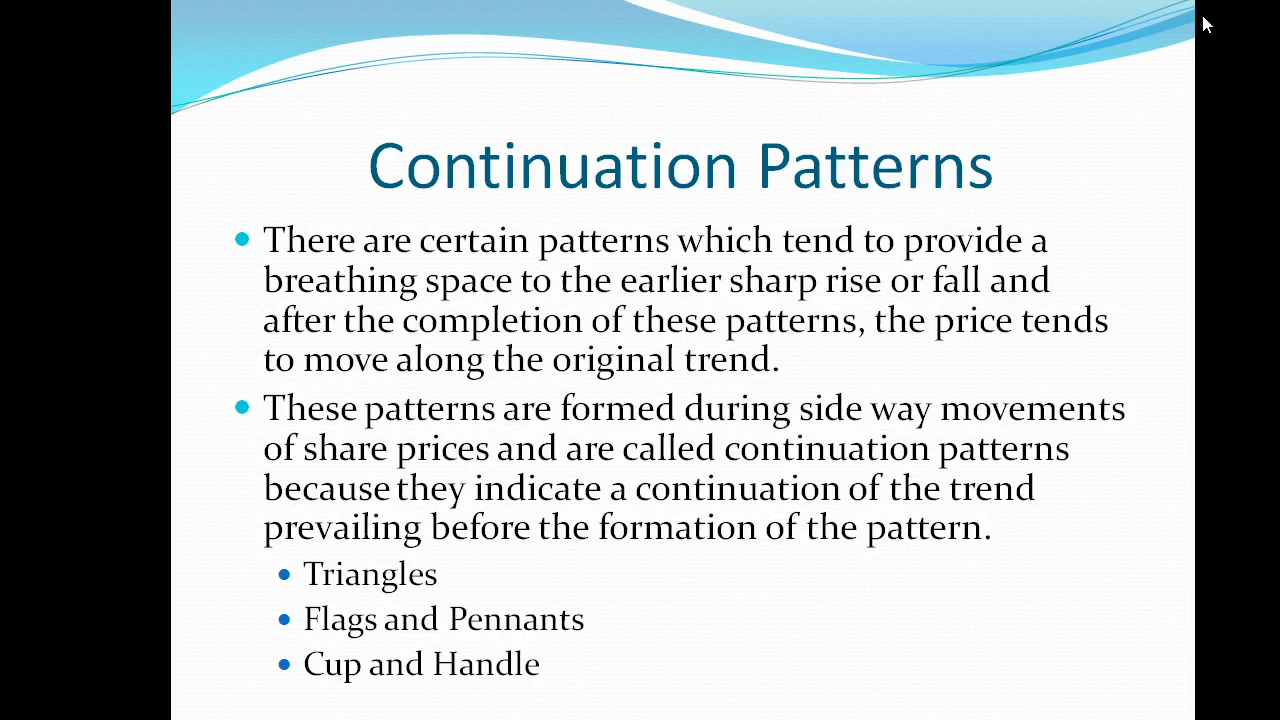 Continuation Patterns
There are certain patterns which tend to provide a
breathing space to the earlier sharp rise or fall and
after the completion of these patterns, the price tends
to move along the original trend.
These patterns are formed during side way movements
of share prices and are called continuation patterns
because they indicate a continuation of the trend
prevailing before the formation of the pattern.
Triangles
Flags and Pennants
Cup and Handle